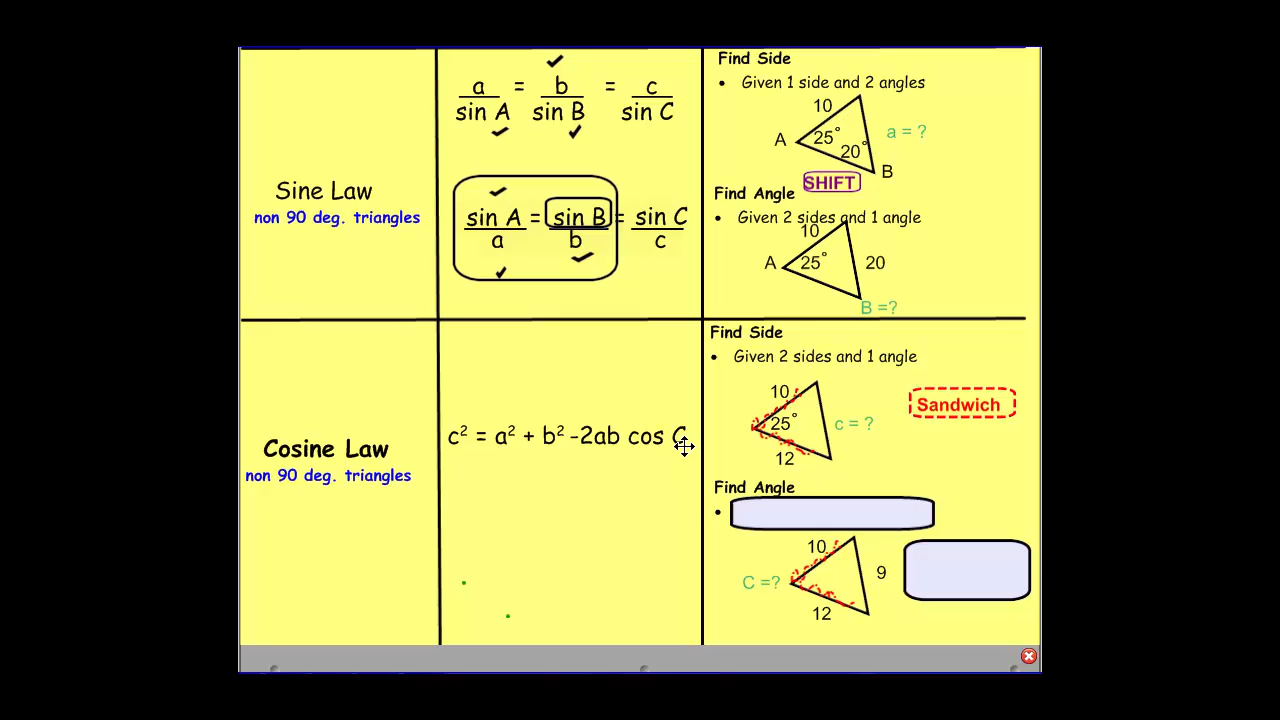 Sine Law
non 90 deg. triangles
a = b = c
sin A sin B sin C
sin A = sin B = sin C
a b c
Find Side
• Given 1 side and 2 angles
10
A 25° 20° a = ?
B
SHIFT
Find Angle
• Given 2 sides and 1 angle
10
A 25° 20
B =?
Cosine Law
non 90 deg. triangles
c² = a² + b² -2ab cos C
Find Side
• Given 2 sides and 1 angle
10
Sandwich
25° c = ?
12
Find Angle
•
10
C =? 9
12